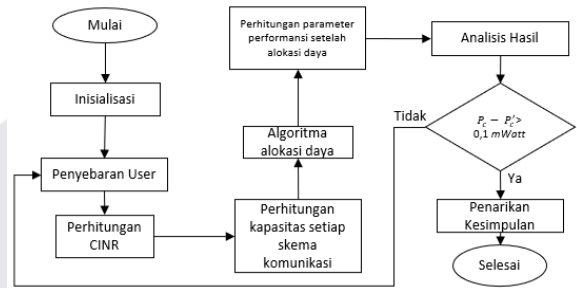 Mulai
Inisialisasi
Penyebaran User
Perhitungan
CINR
Perhitungan
kapasitas setiap
skema
komunikasi
Algoritma
alokasi daya
Perhitungan parameter
performansi setelah
alokasi daya
Analisis Hasil
Tidak
P_c − P_c′>
0,1 mWatt
Ya
Penarikan
Kesimpulan
Selesai